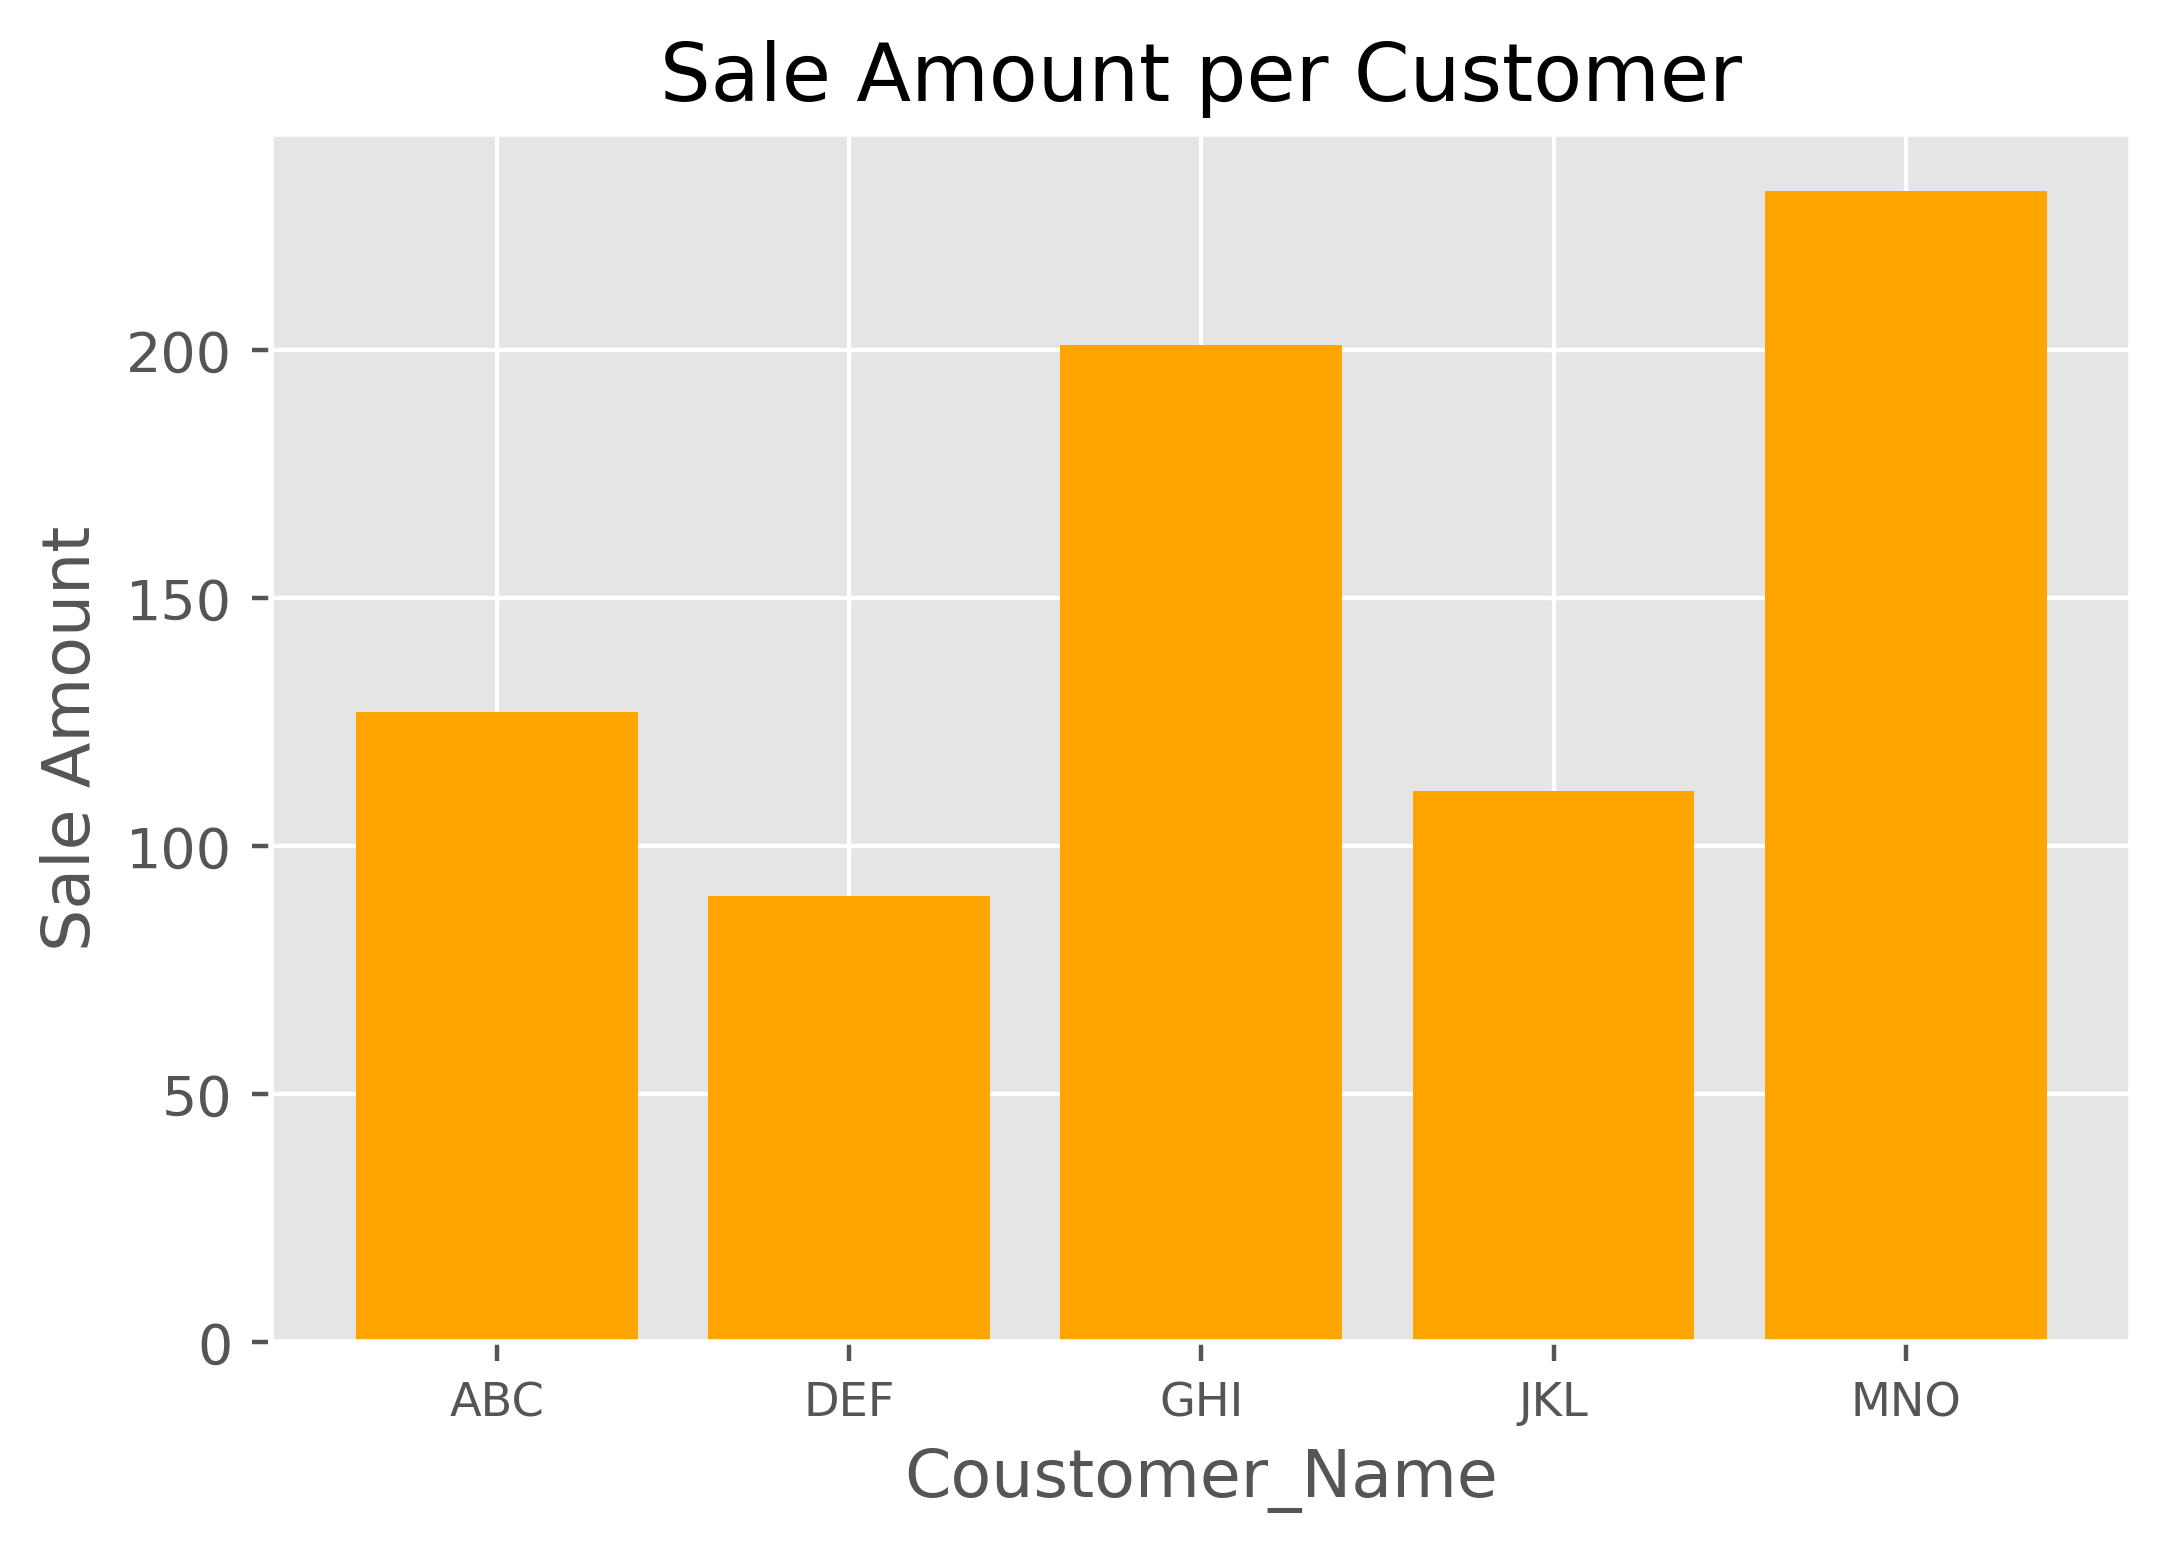 Sale Amount per Customer
Sale Amount
200
150
100
50
0
ABC DEF GHI JKL MNO
Coustomer_Name